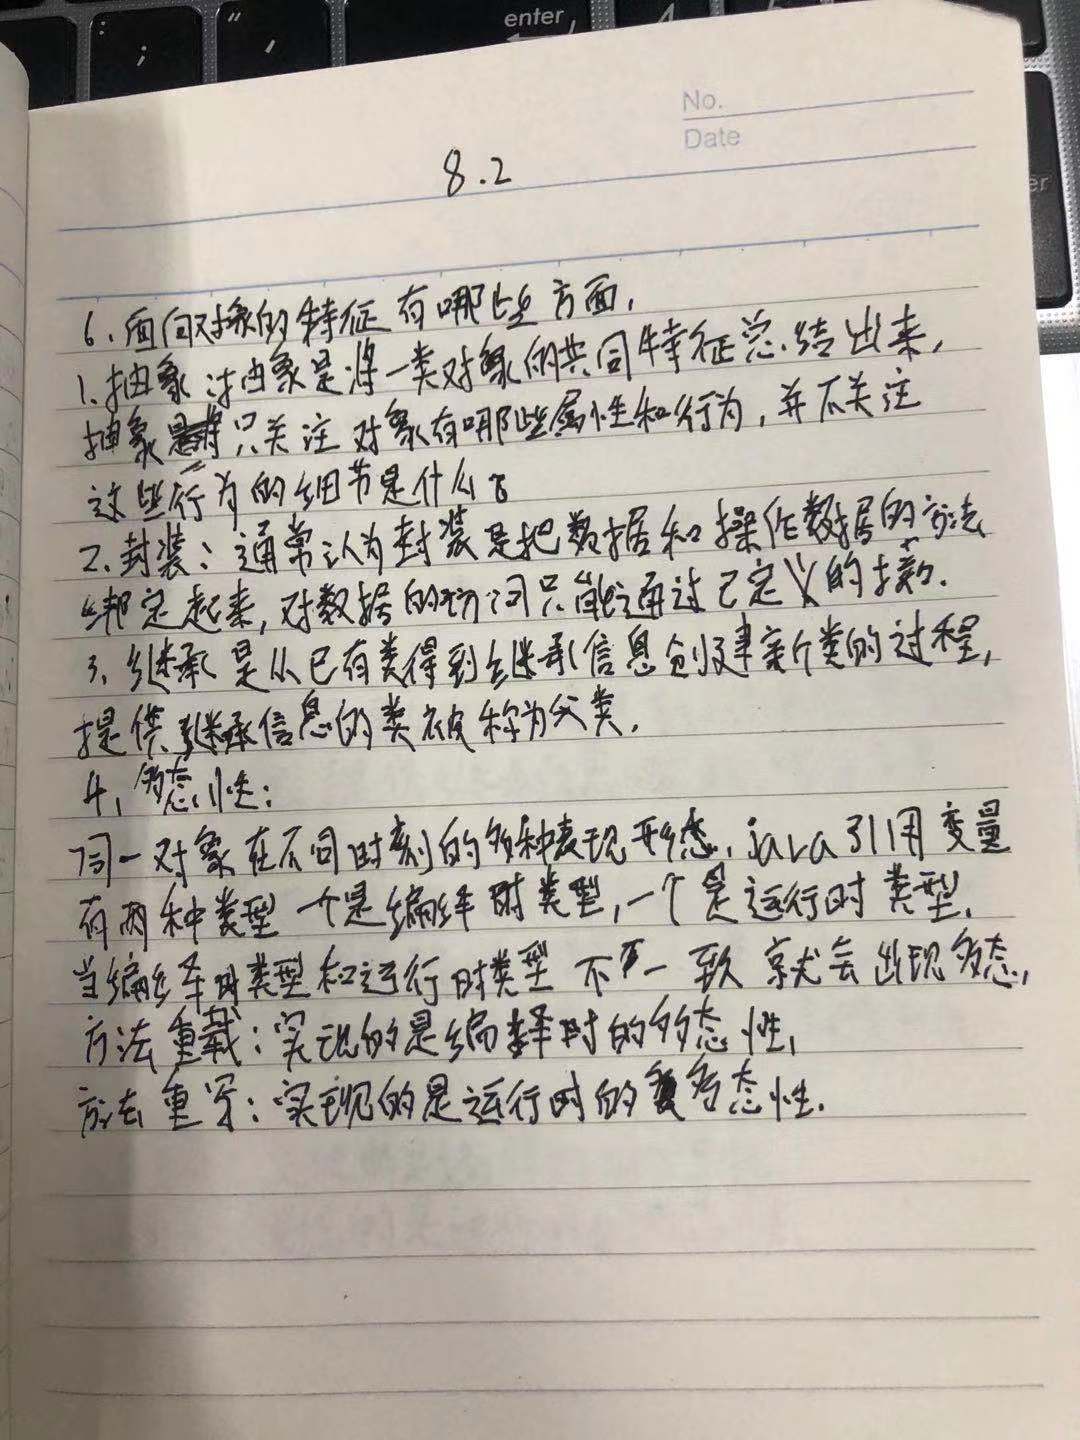 enter
No.
Date
8.2
6、面向对象的特征有哪些方面,
1、抽象:抽象是将一类对象的共同特征总结出来,
抽象只关注对象有哪些属性和行为,并不关注
这些行为的细节是什么。
2、封装:通常认为封装是把数据和操作数据的方法
绑定起来,对数据的访问只能通过已定义的接口.
3、继承是从已有类得到继承信息创建新类的过程,
提供继承信息的类被称为父类.
4、多态性:
同一对象在不同时刻的多种表现形态.java引用变量
有两种类型 一个是编译时类型,一个是运行时类型.
当编译时类型和运行时类型 不一致 就会出现多态,
方法重载:实现的是编译时的多态性,
方法重写:实现的是运行时的多态性.